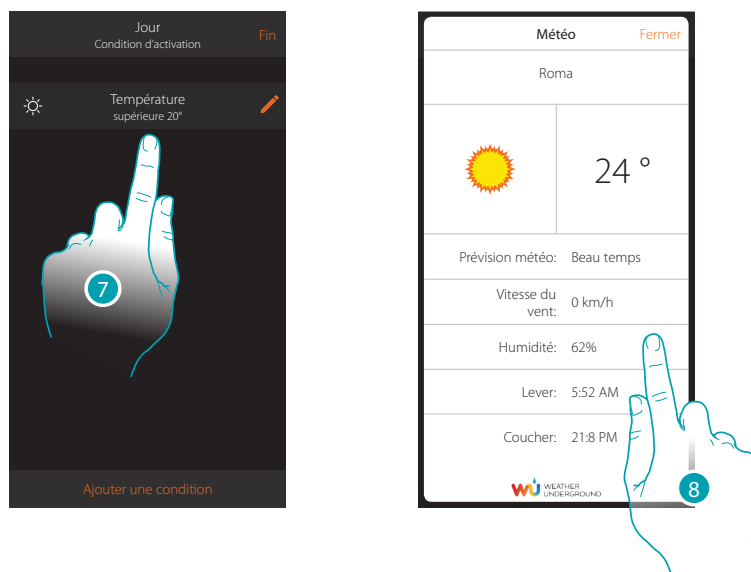 Jour
Condition d'activation
Fin
Température
supérieure 20°
7
Ajouter une condition
Météo
Fermer
Roma
24 °
Prévision météo: Beau temps
Vitesse du
vent: 0 km/h
Humidité: 62%
Lever: 5:52 AM
Coucher: 21:8 PM
8
WU WEATHER
UNDERGROUND